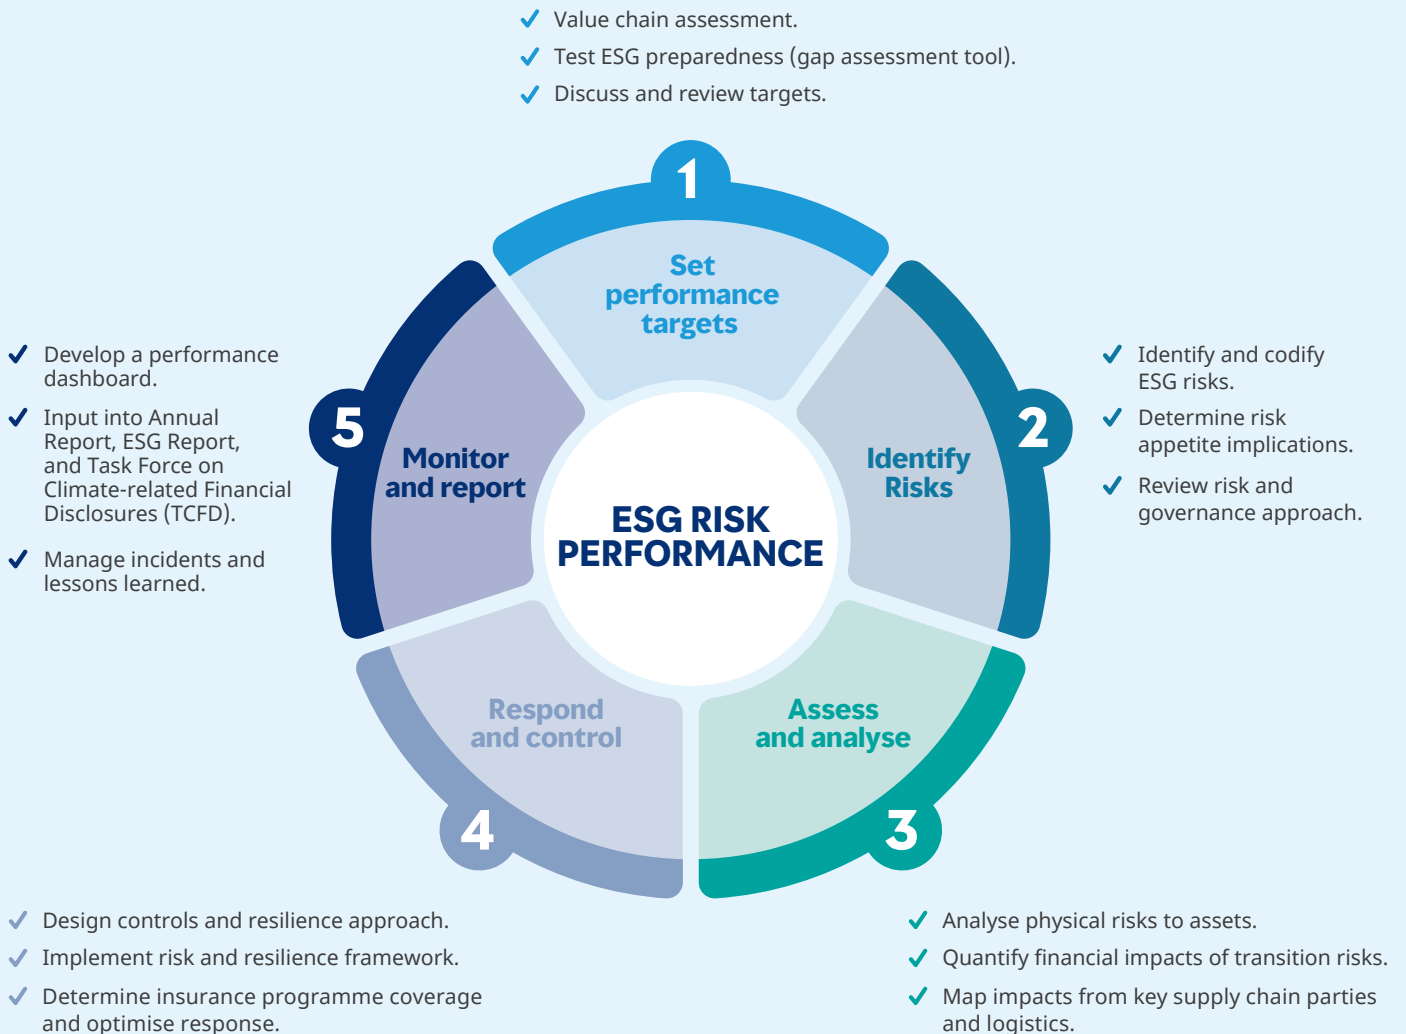 Value chain assessment.
Test ESG preparedness (gap assessment tool).
Discuss and review targets.
1
Set
performance
targets
2
Identify
Risks
Identify and codify
ESG risks.
Determine risk
appetite implications.
Review risk and
governance approach.
3
Assess
and analyse
Analyse physical risks to assets.
Quantify financial impacts of transition risks.
Map impacts from key supply chain parties
and logistics.
4
Respond
and control
Design controls and resilience approach.
Implement risk and resilience framework.
Determine insurance programme coverage
and optimise response.
5
Monitor
and report
Develop a performance
dashboard.
Input into Annual
Report, ESG Report,
and Task Force on
Climate-related Financial
Disclosures (TCFD).
Manage incidents and
lessons learned.
ESG RISK
PERFORMANCE